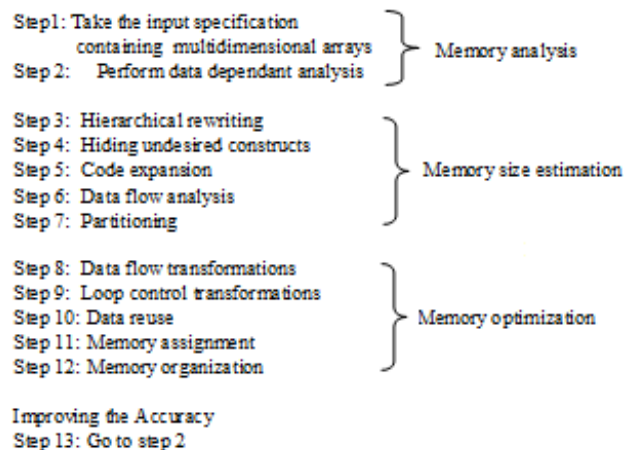 Step1: Take the input specification
containing multidimensional arrays
Step 2: Perform data dependant analysis
Memory analysis
Step 3: Hierarchical rewriting
Step 4: Hiding undesired constructs
Step 5: Code expansion
Step 6: Data flow analysis
Step 7: Partitioning
Memory size estimation
Step 8: Data flow transformations
Step 9: Loop control transformations
Step 10: Data reuse
Step 11: Memory assignment
Step 12: Memory organization
Memory optimization
Improving the Accuracy
Step 13: Go to step 2